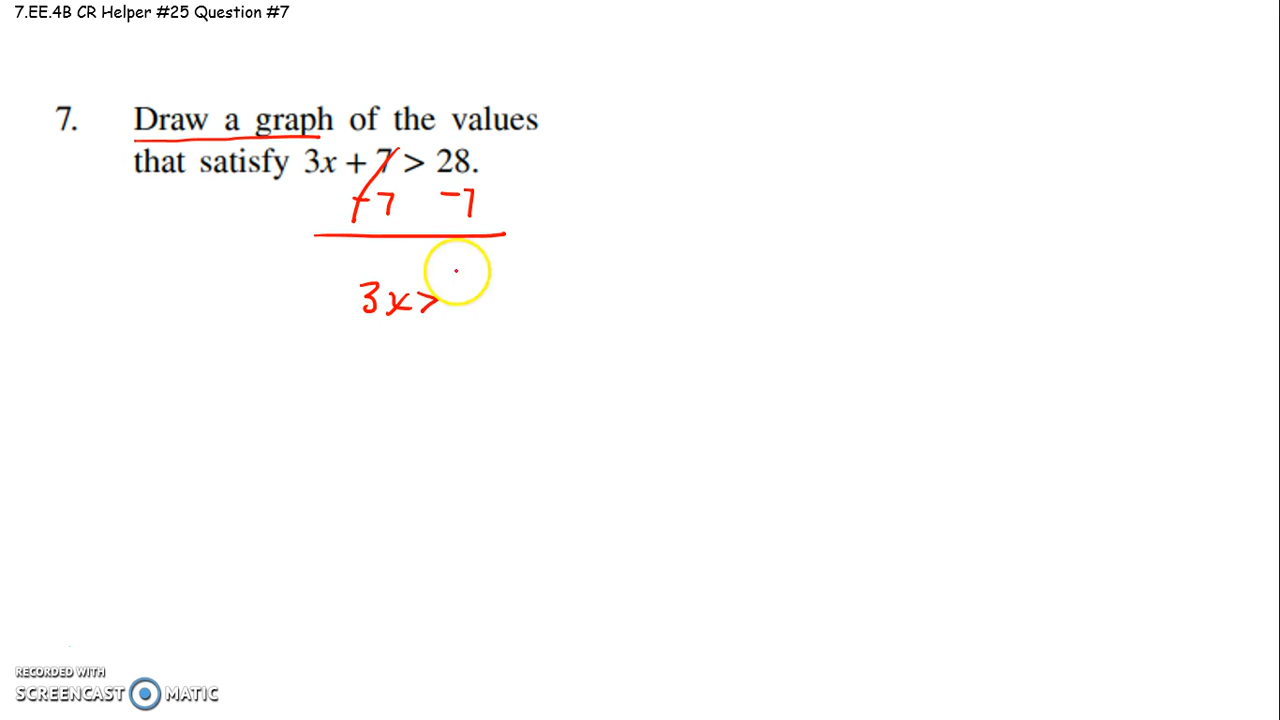 7.EE.4B CR Helper #25 Question #7
7. Draw a graph of the values
that satisfy 3x + 7 > 28.
-7 -7
3x>
RECORDED WITH
SCREENCAST MATIC